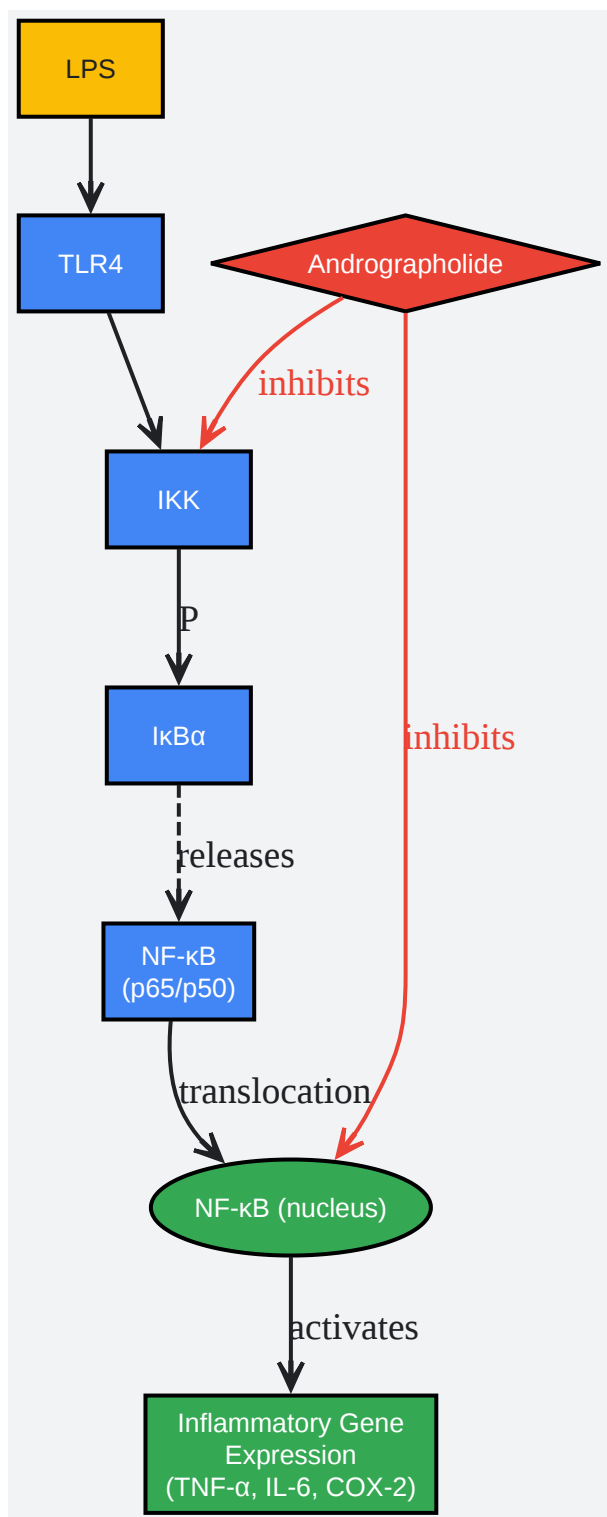 LPS
TLR4
Andrographolide
inhibits
IKK
P
IκBα
inhibits
releases
NF-κB
(p65/p50)
translocation
NF-κB (nucleus)
activates
Inflammatory Gene
Expression
(TNF-α, IL-6, COX-2)